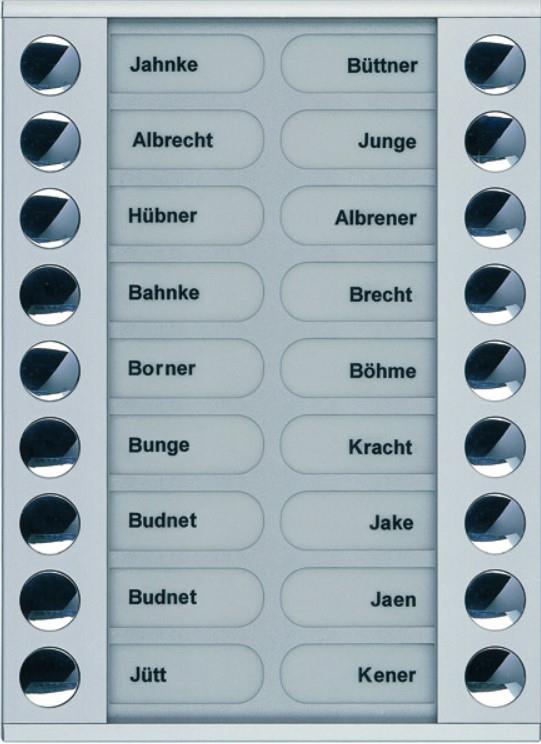 Jahnke Büttner
Albrecht Junge
Hübner Albrener
Bahnke Brecht
Borner Böhme
Bunge Kracht
Budnet Jake
Budnet Jaen
Jütt Kener